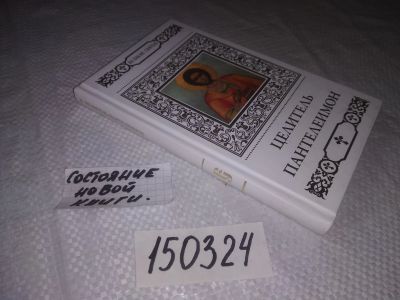 ЦЕЛИТЕЛЬ
ПАНТЕЛЕИМОН
СОСТОЯНИЕ
НОВОЙ
КНИГИ.
150324